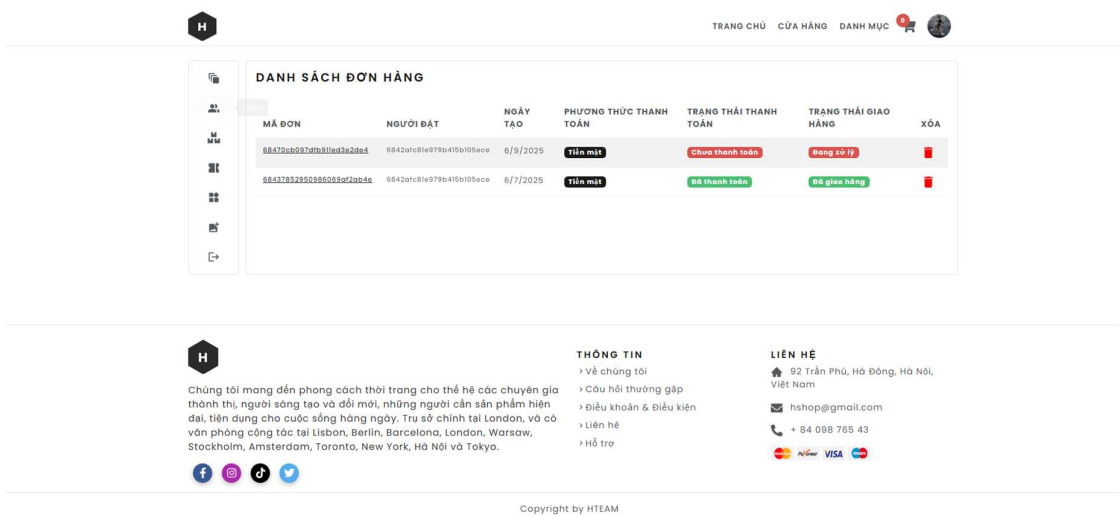 H
TRANG CHỦ CỬA HÀNG DANH MỤC 0
DANH SÁCH ĐƠN HÀNG
MÃ ĐƠN NGƯỜI ĐẶT NGÀY TẠO PHƯƠNG THỨC THANH TOÁN TRẠNG THÁI THANH TOÁN TRẠNG THÁI GIAO HÀNG XÓA
68470cb097dfb911ed3e2de4 6842afc81e979b415b105ece 6/9/2025 Tiền mặt Chưa thanh toán Đang xử lý
68437852950986069af2ab4e 6842afc81e979b415b105ece 6/7/2025 Tiền mặt Đã thanh toán Đã giao hàng
H
Chúng tôi mang đến phong cách thời trang cho thế hệ các chuyên gia
thành thị, người sáng tạo và đổi mới, những người cần sản phẩm hiện
đại, tiện dụng cho cuộc sống hàng ngày. Trụ sở chính tại London, và có
văn phòng cộng tác tại Lisbon, Berlin, Barcelona, London, Warsaw,
Stockholm, Amsterdam, Toronto, New York, Hà Nội và Tokyo.
THÔNG TIN
› Về chúng tôi
› Câu hỏi thường gặp
› Điều khoản & Điều kiện
› Liên hệ
› Hỗ trợ
LIÊN HỆ
92 Trần Phú, Hà Đông, Hà Nội,
Việt Nam
hshop@gmail.com
+ 84 098 765 43
Payoneer VISA
Copyright by HTEAM